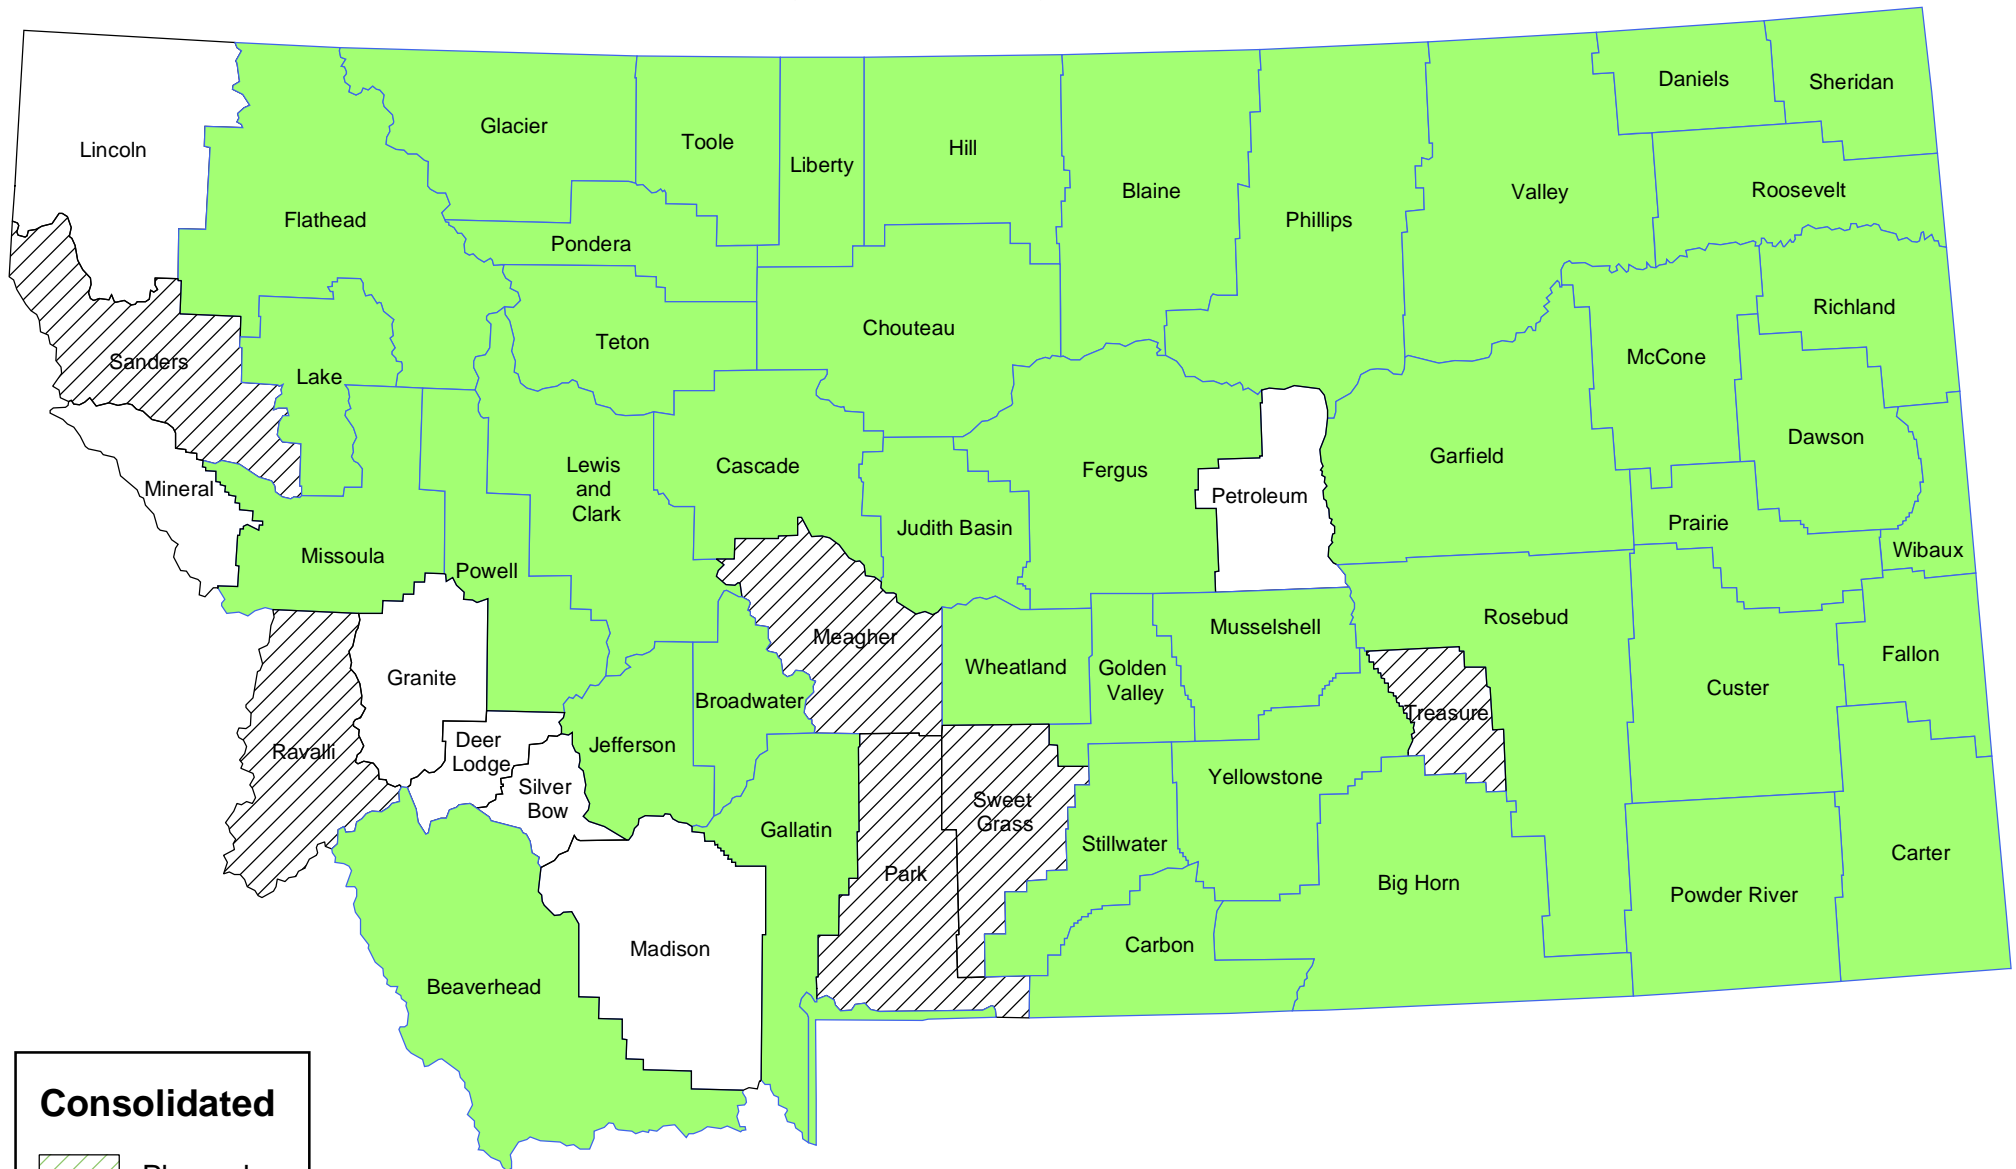 Daniels
Sheridan
Glacier
Toole
Liberty
Hill
Lincoln
Blaine
Valley
Roosevelt
Flathead
Phillips
Pondera
Richland
Chouteau
Teton
McCone
Sanders
Lake
Dawson
Garfield
Lewis
and
Clark
Cascade
Fergus
Mineral
Petroleum
Judith Basin
Prairie
Missoula
Wibaux
Powell
Rosebud
Musselshell
Meagher
Wheatland
Golden
Valley
Fallon
Granite
Custer
Broadwater
Treasure
Jefferson
Deer
Lodge
Ravalli
Silver
Bow
Yellowstone
Sweet
Grass
Gallatin
Stillwater
Carter
Park
Big Horn
Powder River
Madison
Carbon
Beaverhead
Consolidated